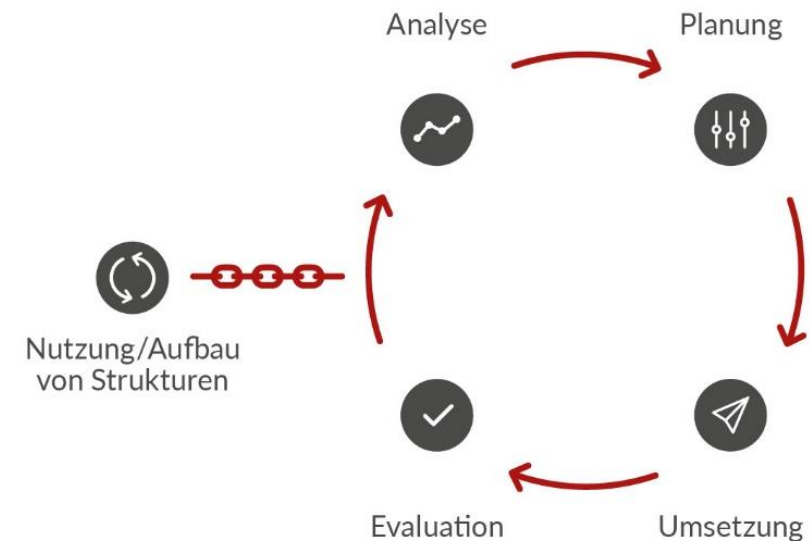 Analyse
Planung
Nutzung/Aufbau
von Strukturen
Evaluation
Umsetzung